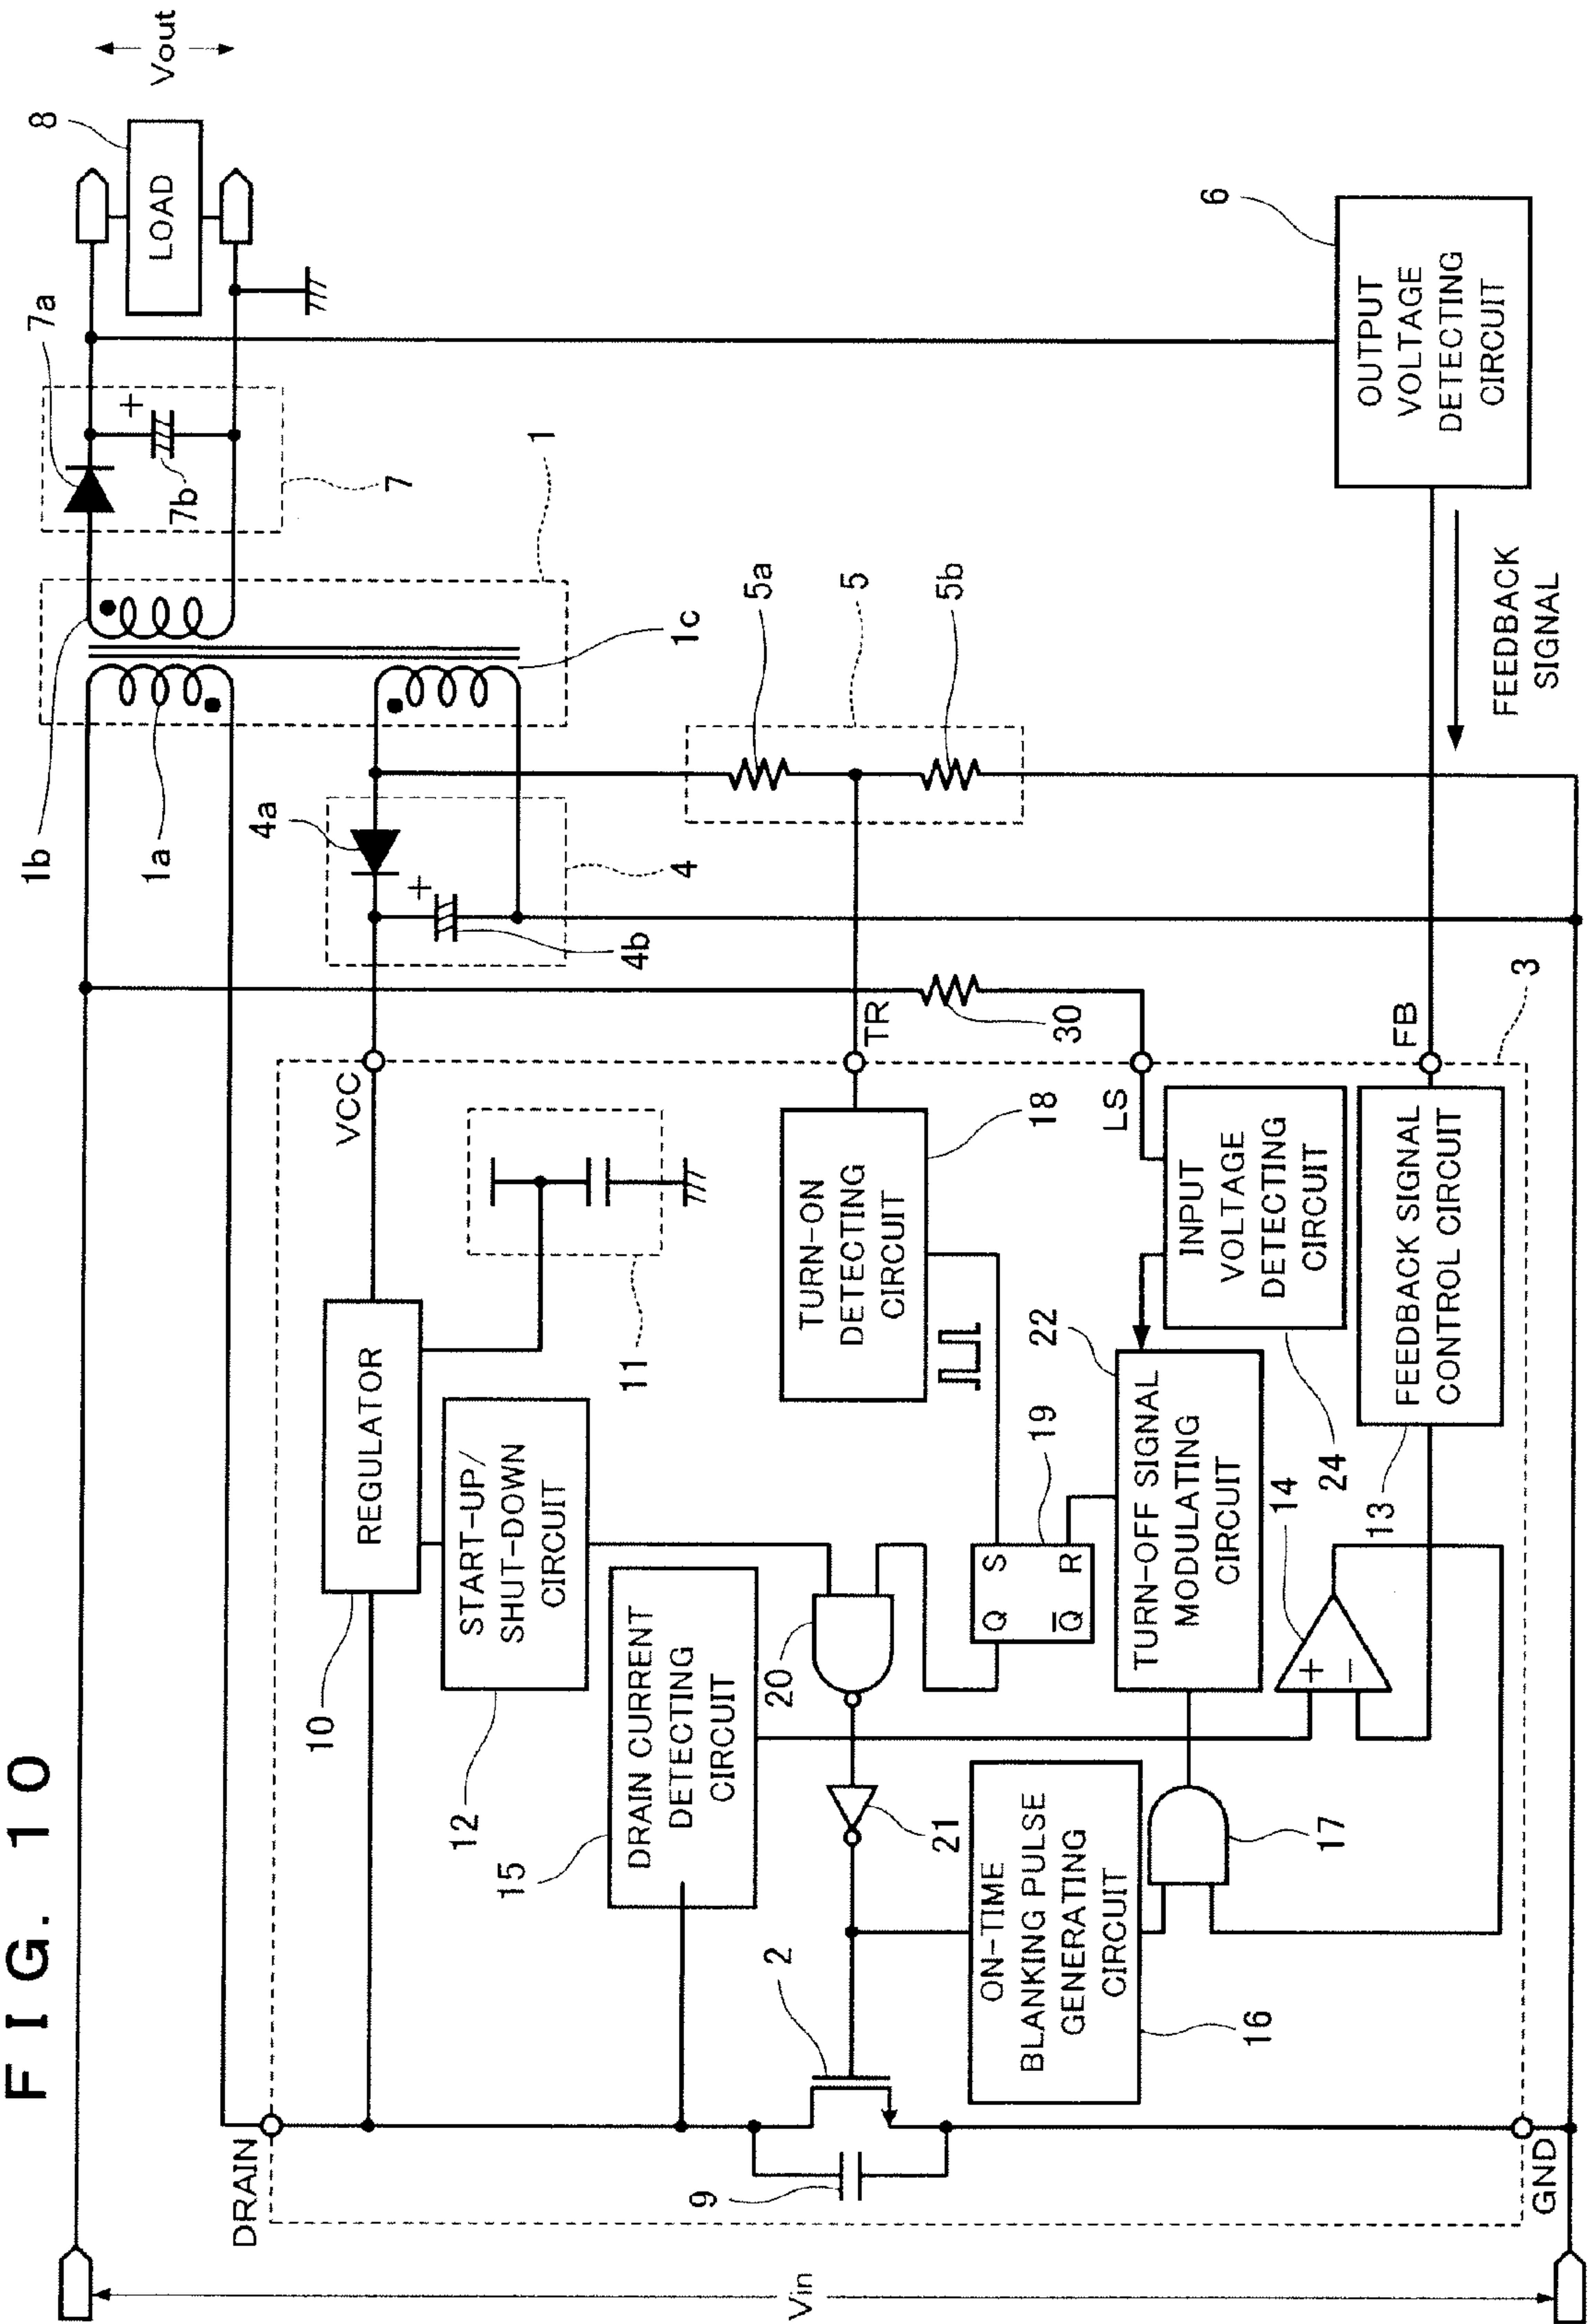 FIG. 10
Vin
DRAIN
GND
9
2
10
REGULATOR
VCC
11
12
START-UP/
SHUT-DOWN
CIRCUIT
15
DRAIN CURRENT
DETECTING
CIRCUIT
20
21
16
ON-TIME
BLANKING PULSE
GENERATING
CIRCUIT
17
Q S
Q R
19
TURN-ON
DETECTING
CIRCUIT
18
TR
22
TURN-OFF SIGNAL
MODULATING
CIRCUIT
14
+
−
LS
INPUT
VOLTAGE
DETECTING
CIRCUIT
24
13
FEEDBACK SIGNAL
CONTROL CIRCUIT
FB
3
30
1b
1a
4a
+
4b
4
1c
1
5a
5
5b
7a
+
7b
7
8
LOAD
Vout
6
OUTPUT
VOLTAGE
DETECTING
CIRCUIT
FEEDBACK
SIGNAL